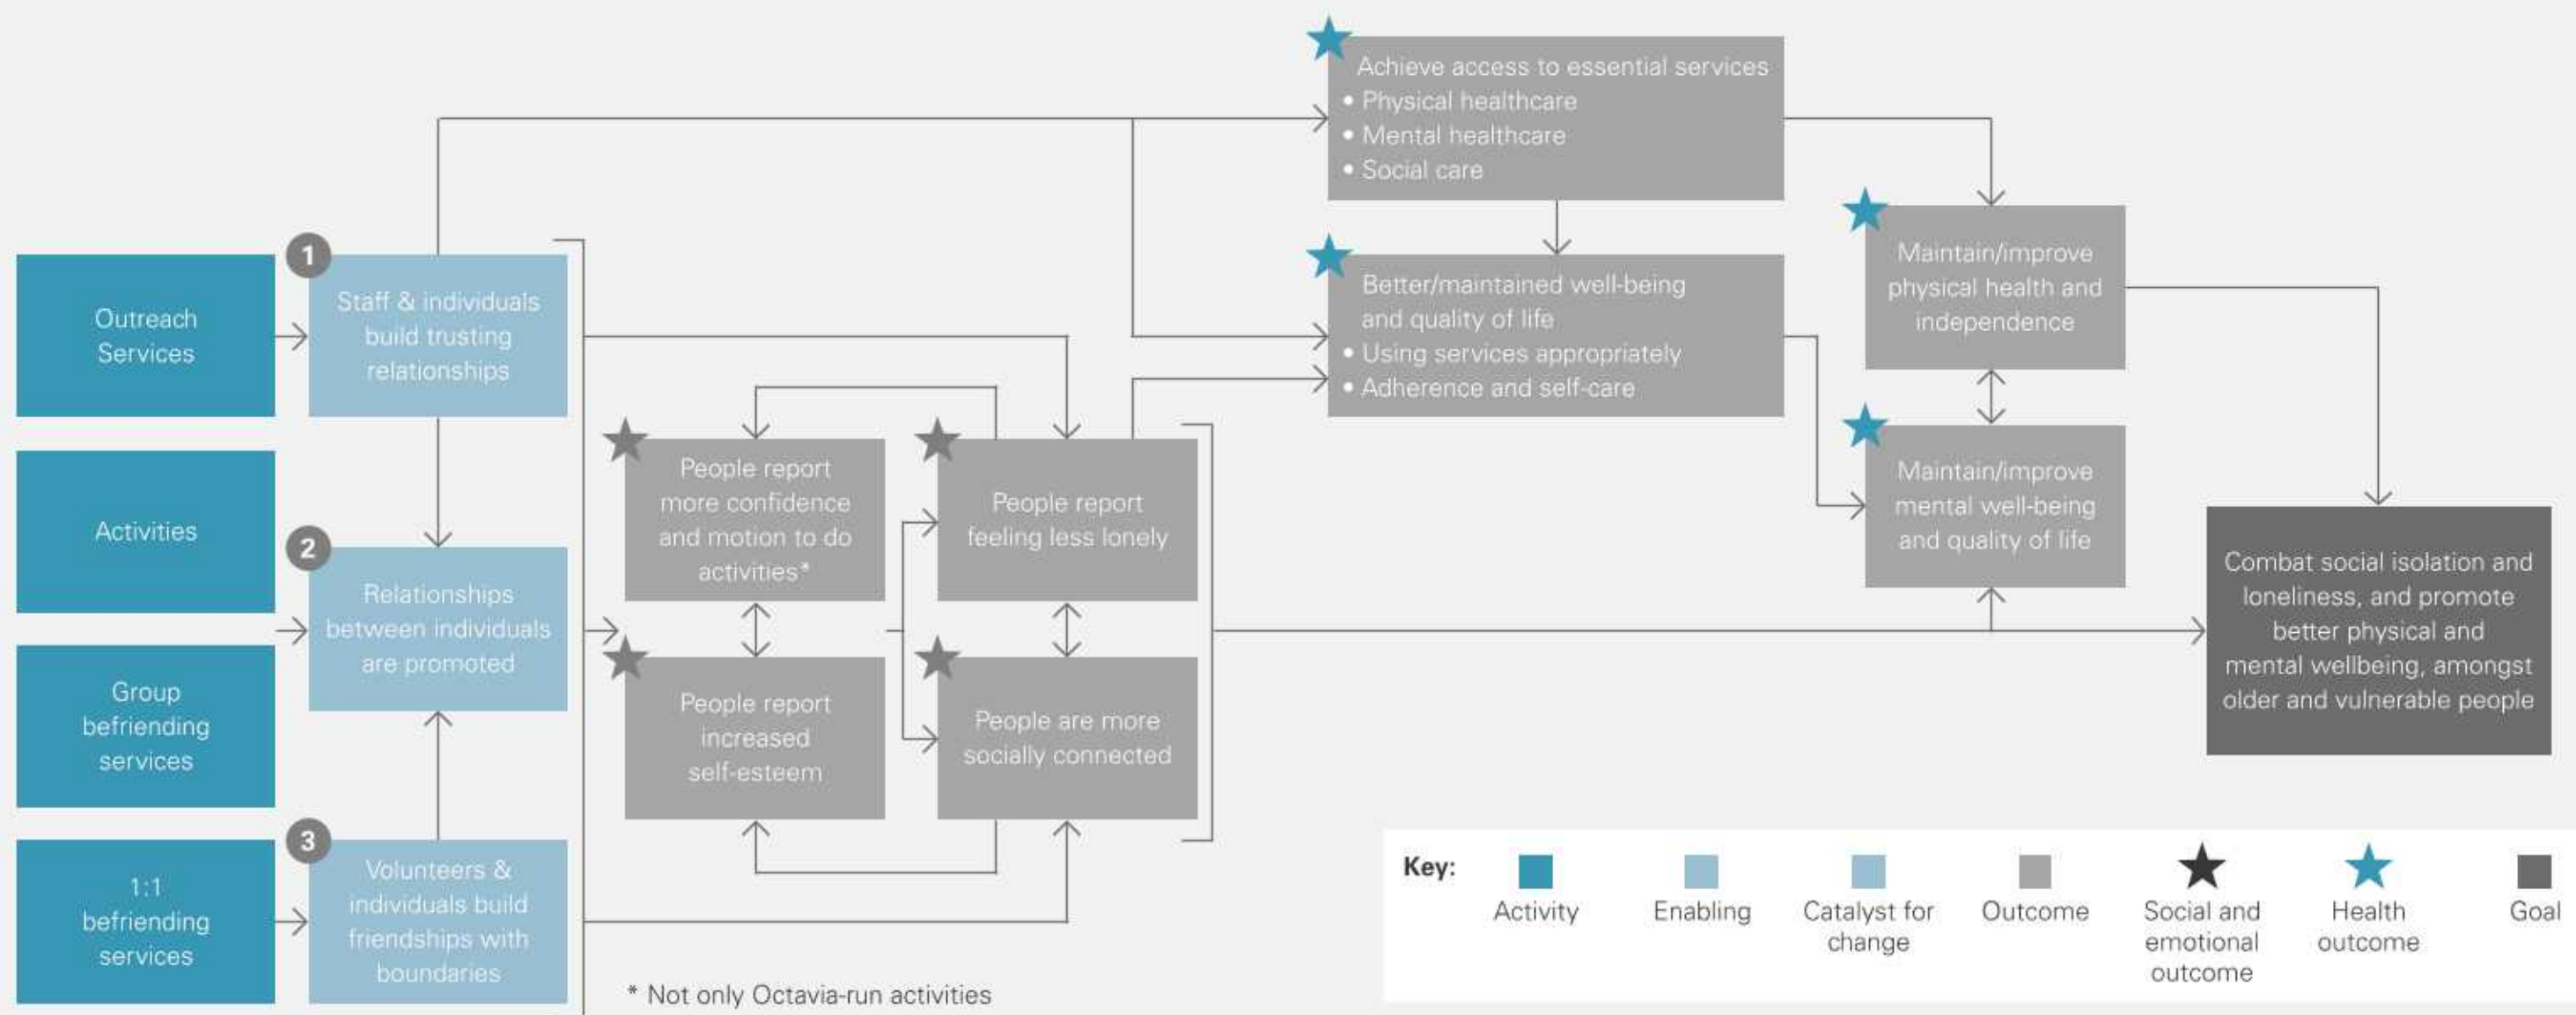 Outreach
Services
Activities
Group
befriending
services
1:1
befriending
services
1
Staff & individuals
build trusting
relationships
2
Relationships
between individuals
are promoted
3
Volunteers &
individuals build
friendships with
boundaries
People report
more confidence
and motion to do
activities*
People report
increased
self-esteem
People report
feeling less lonely
People are more
socially connected
* Not only Octavia-run activities
Achieve access to essential services
• Physical healthcare
• Mental healthcare
• Social care
Better/maintained well-being
and quality of life
• Using services appropriately
• Adherence and self-care
Maintain/improve
physical health and
independence
Maintain/improve
mental well-being
and quality of life
Combat social isolation and
loneliness, and promote
better physical and
mental wellbeing, amongst
older and vulnerable people
Key:
Activity
Enabling
Catalyst for
change
Outcome
Social and
emotional
outcome
Health
outcome
Goal